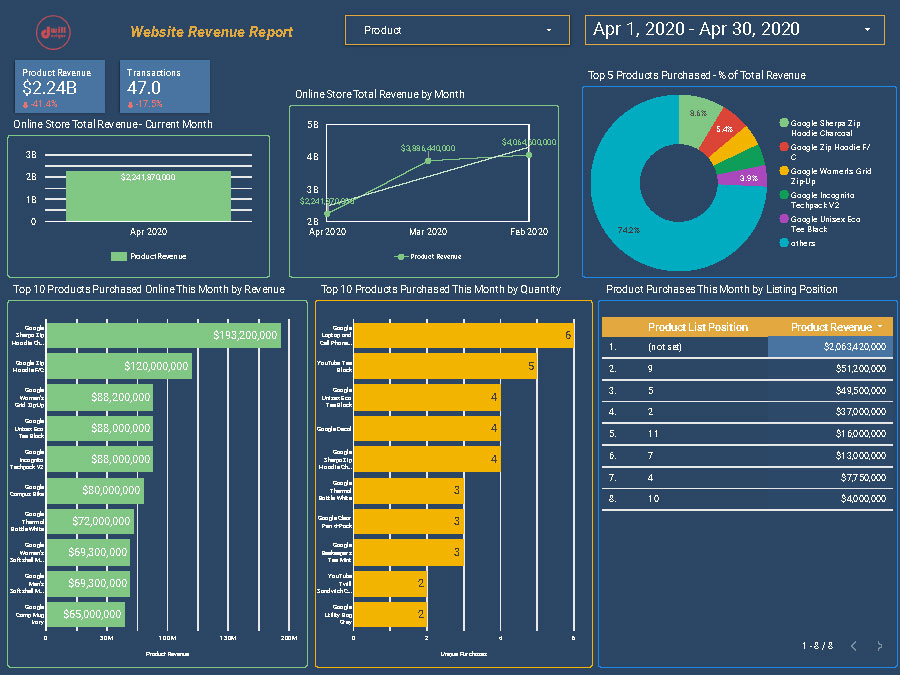 dwill
Website Revenue Report
Product
Apr 1, 2020 - Apr 30, 2020
Product Revenue
$2.24B
-41.4%
Transactions
47.0
-17.5%
Online Store Total Revenue - Current Month
3B
2B
1B
0
$2,241,870,000
Apr 2020
Product Revenue
Online Store Total Revenue by Month
5B
4B
3B
2B
$2,241,870,000
$3,886,440,000
$4,064,500,000
Apr 2020
Mar 2020
Feb 2020
Product Revenue
Top 5 Products Purchased - % of Total Revenue
8.6%
5.4%
3.9%
74.2%
Google Sherpa Zip
Hoodie Charcoal
Google Zip Hoodie F/
C
Google Women's Grid
Zip-Up
Google Incognito
Techpack V2
Google Unisex Eco
Tee Black
others
Top 10 Products Purchased Online This Month by Revenue
Google
Sherpa Zip
Hoodie Ch...
$193,200,000
Google Zip
Hoodie F/C
$120,000,000
Google
Women's
Grid Zip-Up
$88,200,000
Google
Unisex Eco
Tee Black
$88,000,000
Google
Incognito
Techpack V2
$88,000,000
Google
Campus Bike
$80,000,000
Google
Thermal
Bottle White
$72,000,000
Google
Women's
Softshell M...
$69,300,000
Google
Men's
Softshell M...
$69,300,000
Google
Camp Mug
Ivory
$65,000,000
0
50M
100M
150M
200M
Product Revenue
Top 10 Products Purchased This Month by Quantity
Google
Laptop and
Cell Phone...
6
YouTube Tee
Black
5
Google
Unisex Eco
Tee Black
4
Google Decal
4
Google
Sherpa Zip
Hoodie Ch...
4
Google
Thermal
Bottle White
3
Google Clear
Pen 4-Pack
3
Google
Beekeepers
Tee Mint
3
YouTube
Twill
Sandwich C...
2
Google
Utility Bag
Grey
2
0
2
4
6
Unique Purchases
Product Purchases This Month by Listing Position
Product List Position Product Revenue
1. (not set) $2,063,420,000
2. 9 $51,200,000
3. 5 $49,500,000
4. 2 $37,000,000
5. 11 $16,000,000
6. 7 $13,000,000
7. 4 $7,750,000
8. 10 $4,000,000
1 - 8 / 8